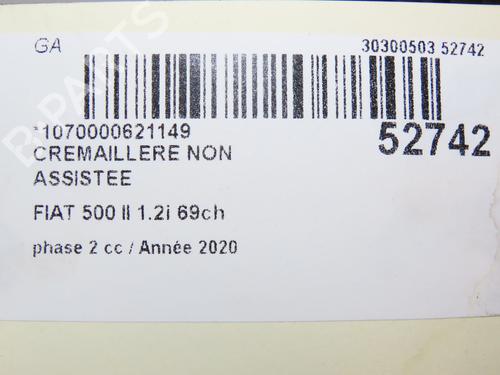 GA 30300503 52742
*1070000621149 52742
CREMAILLERE NON
ASSISTEE
FIAT 500 II 1.2i 69ch
phase 2 cc / Année 2020
B-PARTS